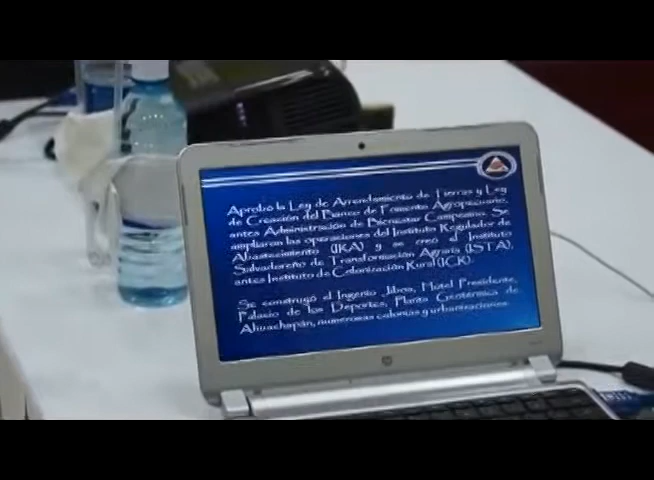 Aprobó la Ley de Arrendamiento de Tierras y Ley
de Creación del Banco de Fomento Agropecuario,
antes Administración de Bienestar Campesino. Se
ampliaron las operaciones del Instituto Regulador de
Abastecimiento (IRA) y se creó el Instituto
Salvadoreño de Transformación Agraria (ISTA),
antes Instituto de Colonización Rural (ICR).
Se construyó el Ingenio Jiboa, Hotel Presidente,
Palacio de los Deportes, Planta Geotérmica de
Ahuachapán, numerosas colonias y urbanizaciones.
hp